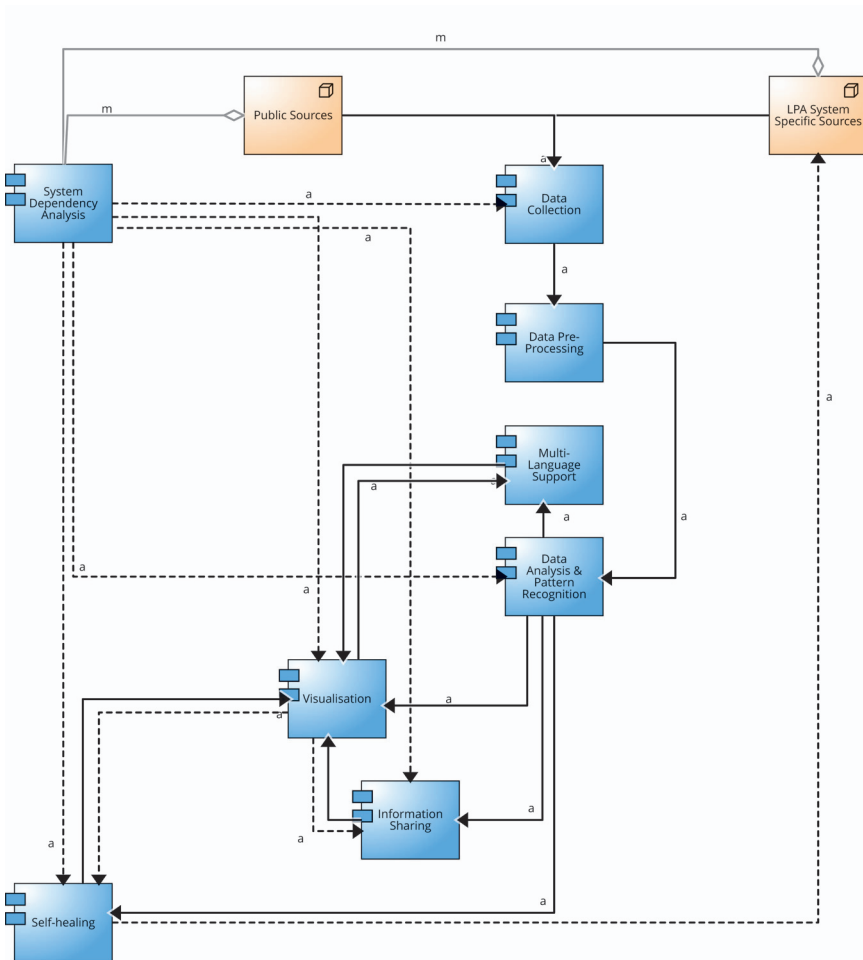 m
m
Public Sources
LPA System
Specific Sources
a
System
Dependency
Analysis
a
Data
Collection
a
a
Data Pre-
Processing
a
Multi-
Language
Support
a
a
a
a
Data
Analysis &
Pattern
Recognition
a
a
Visualisation
a
a
Information
Sharing
a
a
a
a
Self-healing